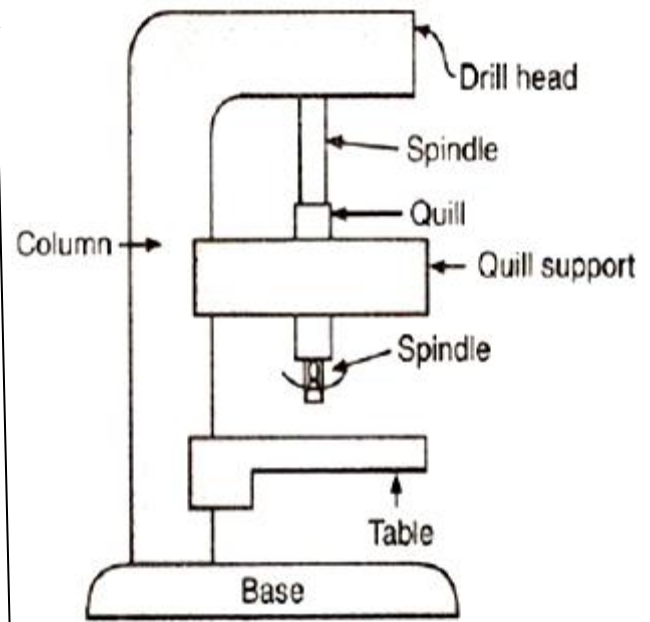 Drill head
Spindle
Quill
Column
Quill support
Spindle
Table
Base